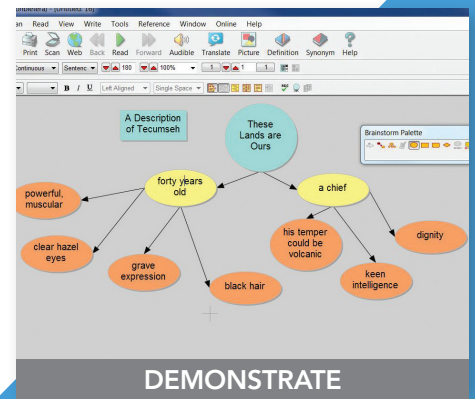 an Read View Write Tools Reference Window Online Help
Print Scan Web Back Read Forward Audible Translate Picture Definition Synonym Help
Continuous Sentenc 180 100% 1 1 1
B I U Left Aligned Single Space
A Description
of Tecumseh
These
Lands are
Ours
Brainstorm Palette
forty years
old
a chief
powerful,
muscular
clear hazel
eyes
grave
expression
black hair
his temper
could be
volcanic
keen
intelligence
dignity
DEMONSTRATE